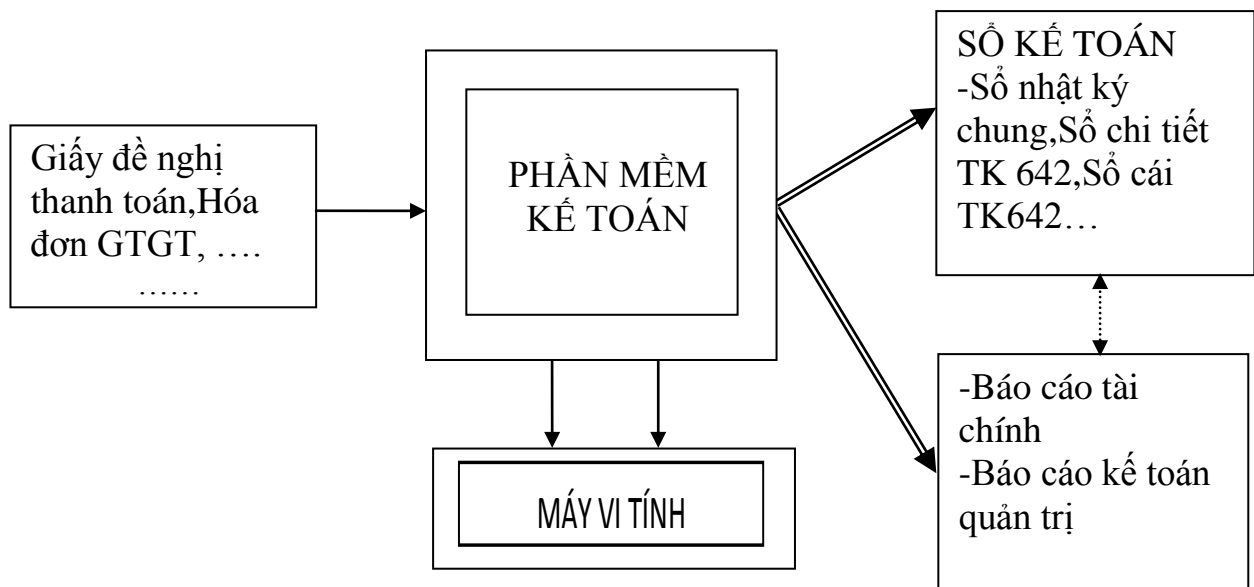 Giấy đề nghị
thanh toán,Hóa
đơn GTGT, ….
……
PHẦN MỀM
KẾ TOÁN
MÁY VI TÍNH
SỔ KẾ TOÁN
-Sổ nhật ký
chung,Sổ chi tiết
TK 642,Sổ cái
TK642…
-Báo cáo tài
chính
-Báo cáo kế toán
quản trị